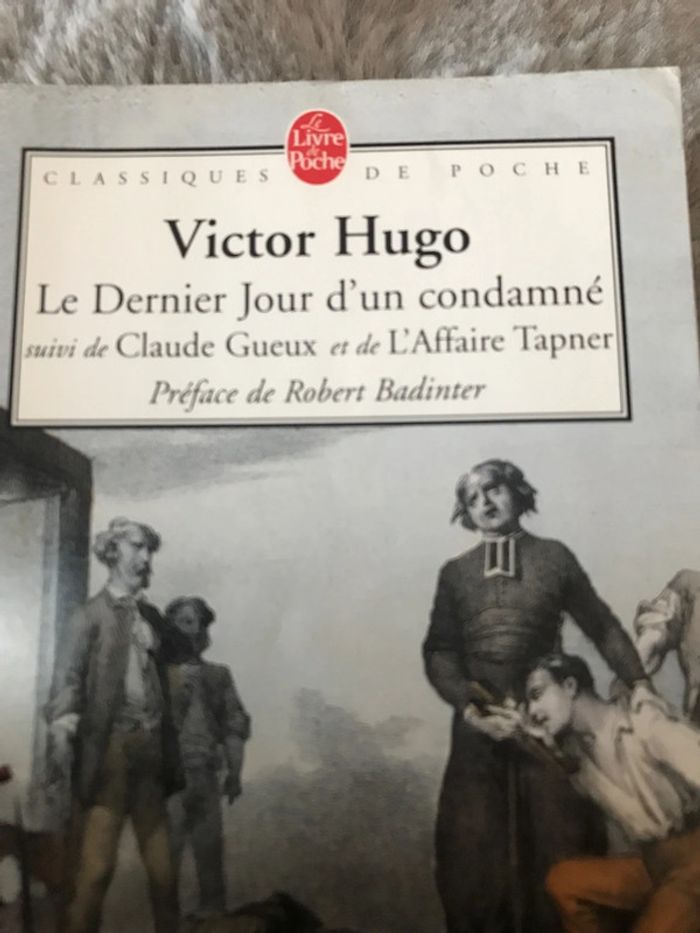 Le
Livre
de
Poche
CLASSIQUES DE POCHE
Victor Hugo
Le Dernier Jour d'un condamné
suivi de Claude Gueux et de L'Affaire Tapner
Préface de Robert Badinter